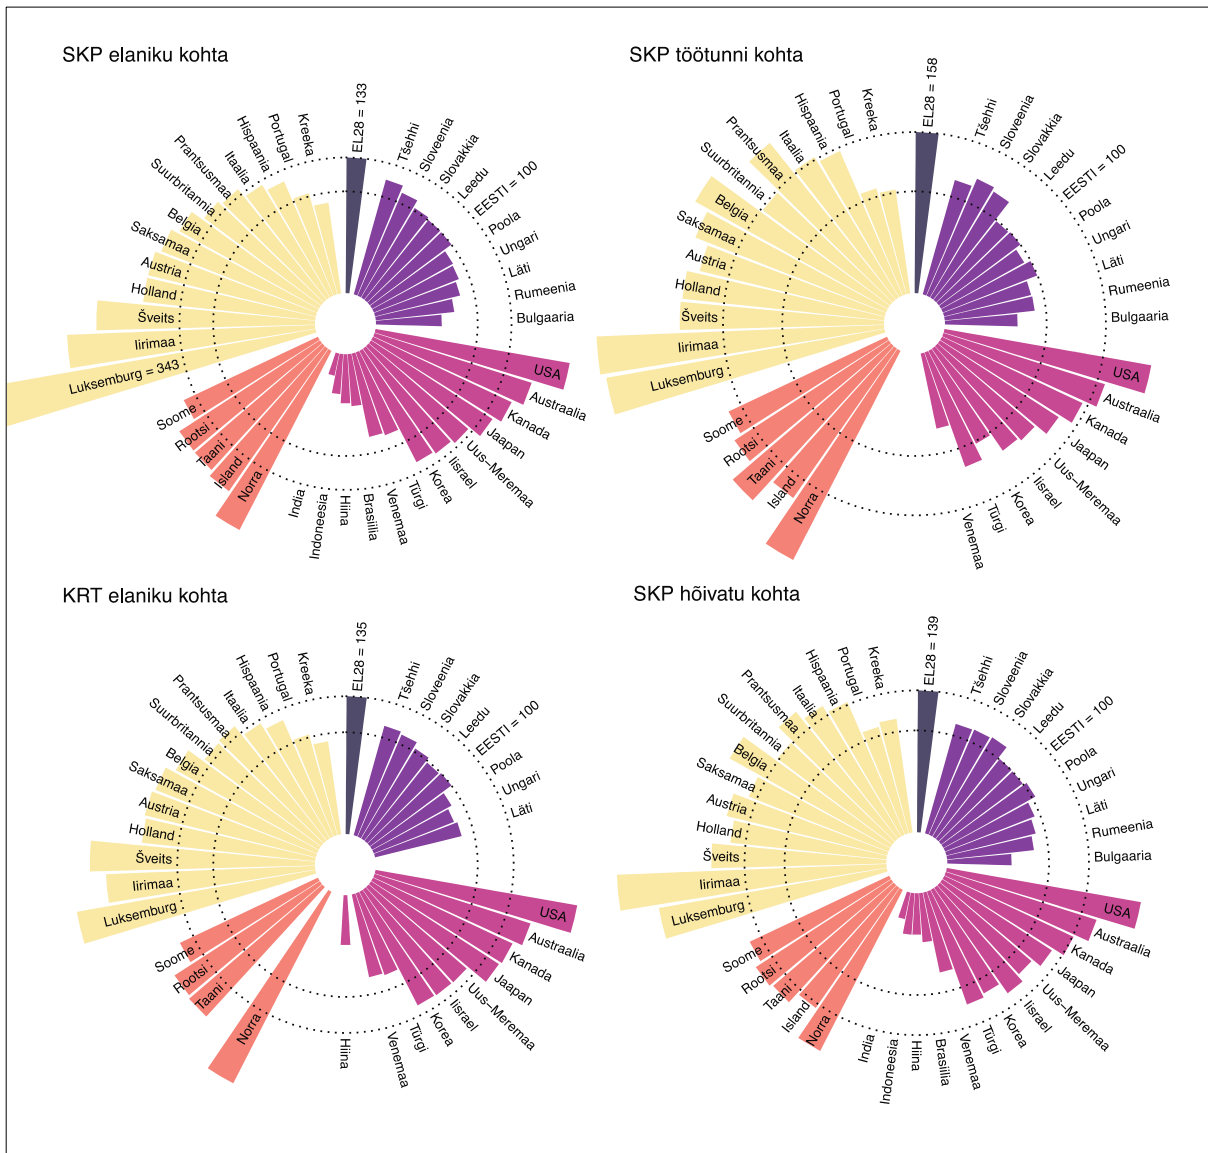 SKP elaniku kohta
EL28 = 133
Tšehhi
Sloveenia
Slovakkia
Leedu
EESTI = 100
Poola
Ungari
Läti
Rumeenia
Bulgaaria
USA
Austraalia
Kanada
Jaapan
Uus–Meremaa
Iisrael
Korea
Türgi
Venemaa
Brasiilia
Hiina
Indoneesia
India
Norra
Island
Taani
Rootsi
Soome
Luksemburg = 343
Iirimaa
Šveits
Holland
Austria
Saksamaa
Belgia
Suurbritannia
Prantsusmaa
Itaalia
Hispaania
Portugal
Kreeka
SKP töötunni kohta
EL28 = 158
Tšehhi
Sloveenia
Slovakkia
Leedu
EESTI = 100
Poola
Ungari
Läti
Rumeenia
Bulgaaria
USA
Austraalia
Kanada
Jaapan
Uus–Meremaa
Iisrael
Korea
Türgi
Venemaa
Norra
Island
Taani
Rootsi
Soome
Luksemburg
Iirimaa
Šveits
Holland
Austria
Saksamaa
Belgia
Suurbritannia
Prantsusmaa
Itaalia
Hispaania
Portugal
Kreeka
KRT elaniku kohta
EL28 = 135
Tšehhi
Sloveenia
Slovakkia
Leedu
EESTI = 100
Poola
Ungari
Läti
USA
Austraalia
Kanada
Jaapan
Uus–Meremaa
Iisrael
Korea
Türgi
Venemaa
Hiina
Norra
Taani
Rootsi
Soome
Luksemburg
Iirimaa
Šveits
Holland
Austria
Saksamaa
Belgia
Suurbritannia
Prantsusmaa
Itaalia
Hispaania
Portugal
Kreeka
SKP hõivatu kohta
EL28 = 139
Tšehhi
Sloveenia
Slovakkia
Leedu
EESTI = 100
Poola
Ungari
Läti
Rumeenia
Bulgaaria
USA
Austraalia
Kanada
Jaapan
Uus–Meremaa
Iisrael
Korea
Türgi
Venemaa
Brasiilia
Hiina
Indoneesia
India
Norra
Island
Taani
Rootsi
Soome
Luksemburg
Iirimaa
Šveits
Holland
Austria
Saksamaa
Belgia
Suurbritannia
Prantsusmaa
Itaalia
Hispaania
Portugal
Kreeka